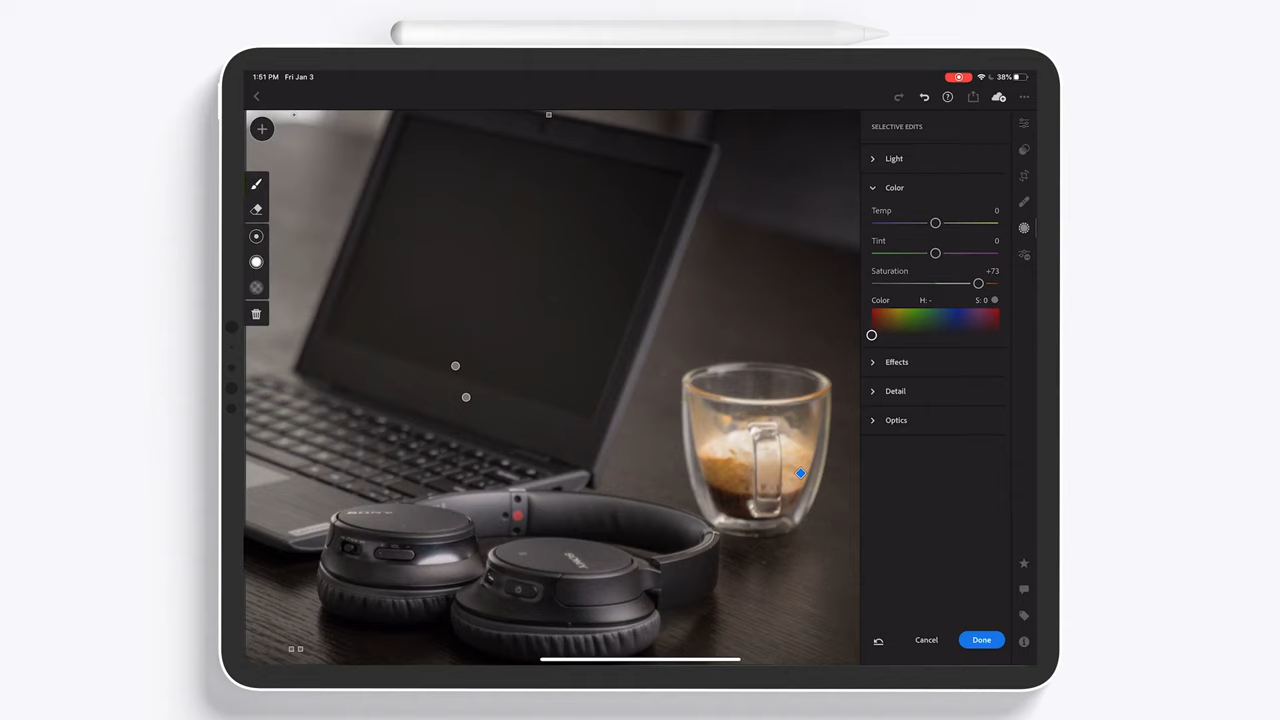 1:51 PM Fri Jan 3
38%
SELECTIVE EDITS
Light
Color
Temp 0
Tint 0
Saturation +73
Color H: - S: 0
Effects
Detail
Optics
SONY
SONY
Cancel Done